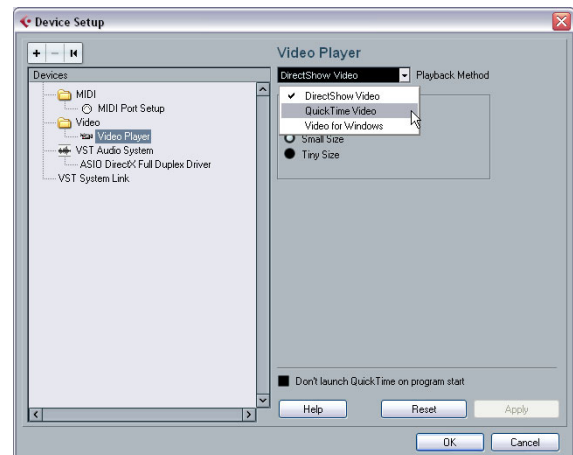 Device Setup
Video Player
Devices
DirectShow Video
Playback Method
MIDI
MIDI Port Setup
Video
Video Player
VST Audio System
ASIO DirectX Full Duplex Driver
VST System Link
DirectShow Video
QuickTime Video
Video for Windows
Small Size
Tiny Size
Don't launch QuickTime on program start
Help
Reset
Apply
OK
Cancel